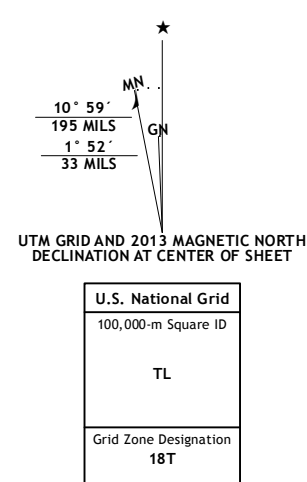 ★
MN
GN
10° 59´
195 MILS
1° 52´
33 MILS
UTM GRID AND 2013 MAGNETIC NORTH
DECLINATION AT CENTER OF SHEET
U.S. National Grid
100,000-m Square ID
TL
Grid Zone Designation
18T